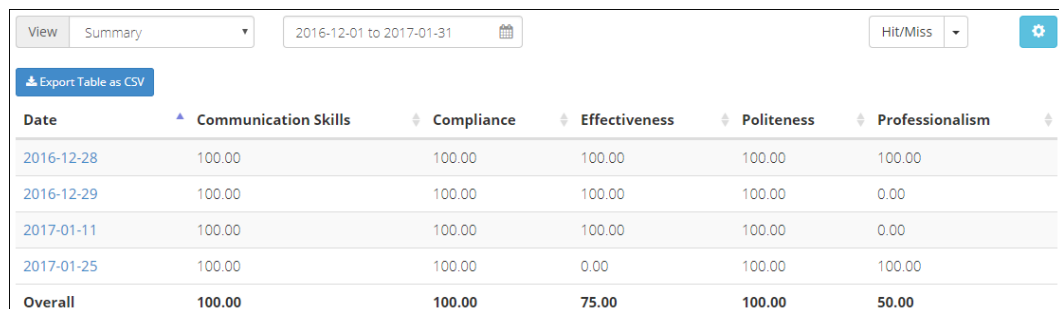 View Summary 2016-12-01 to 2017-01-31 Hit/Miss
Export Table as CSV
Date Communication Skills Compliance Effectiveness Politeness Professionalism
2016-12-28 100.00 100.00 100.00 100.00 100.00
2016-12-29 100.00 100.00 100.00 100.00 0.00
2017-01-11 100.00 100.00 100.00 100.00 0.00
2017-01-25 100.00 100.00 0.00 100.00 100.00
Overall 100.00 100.00 75.00 100.00 50.00